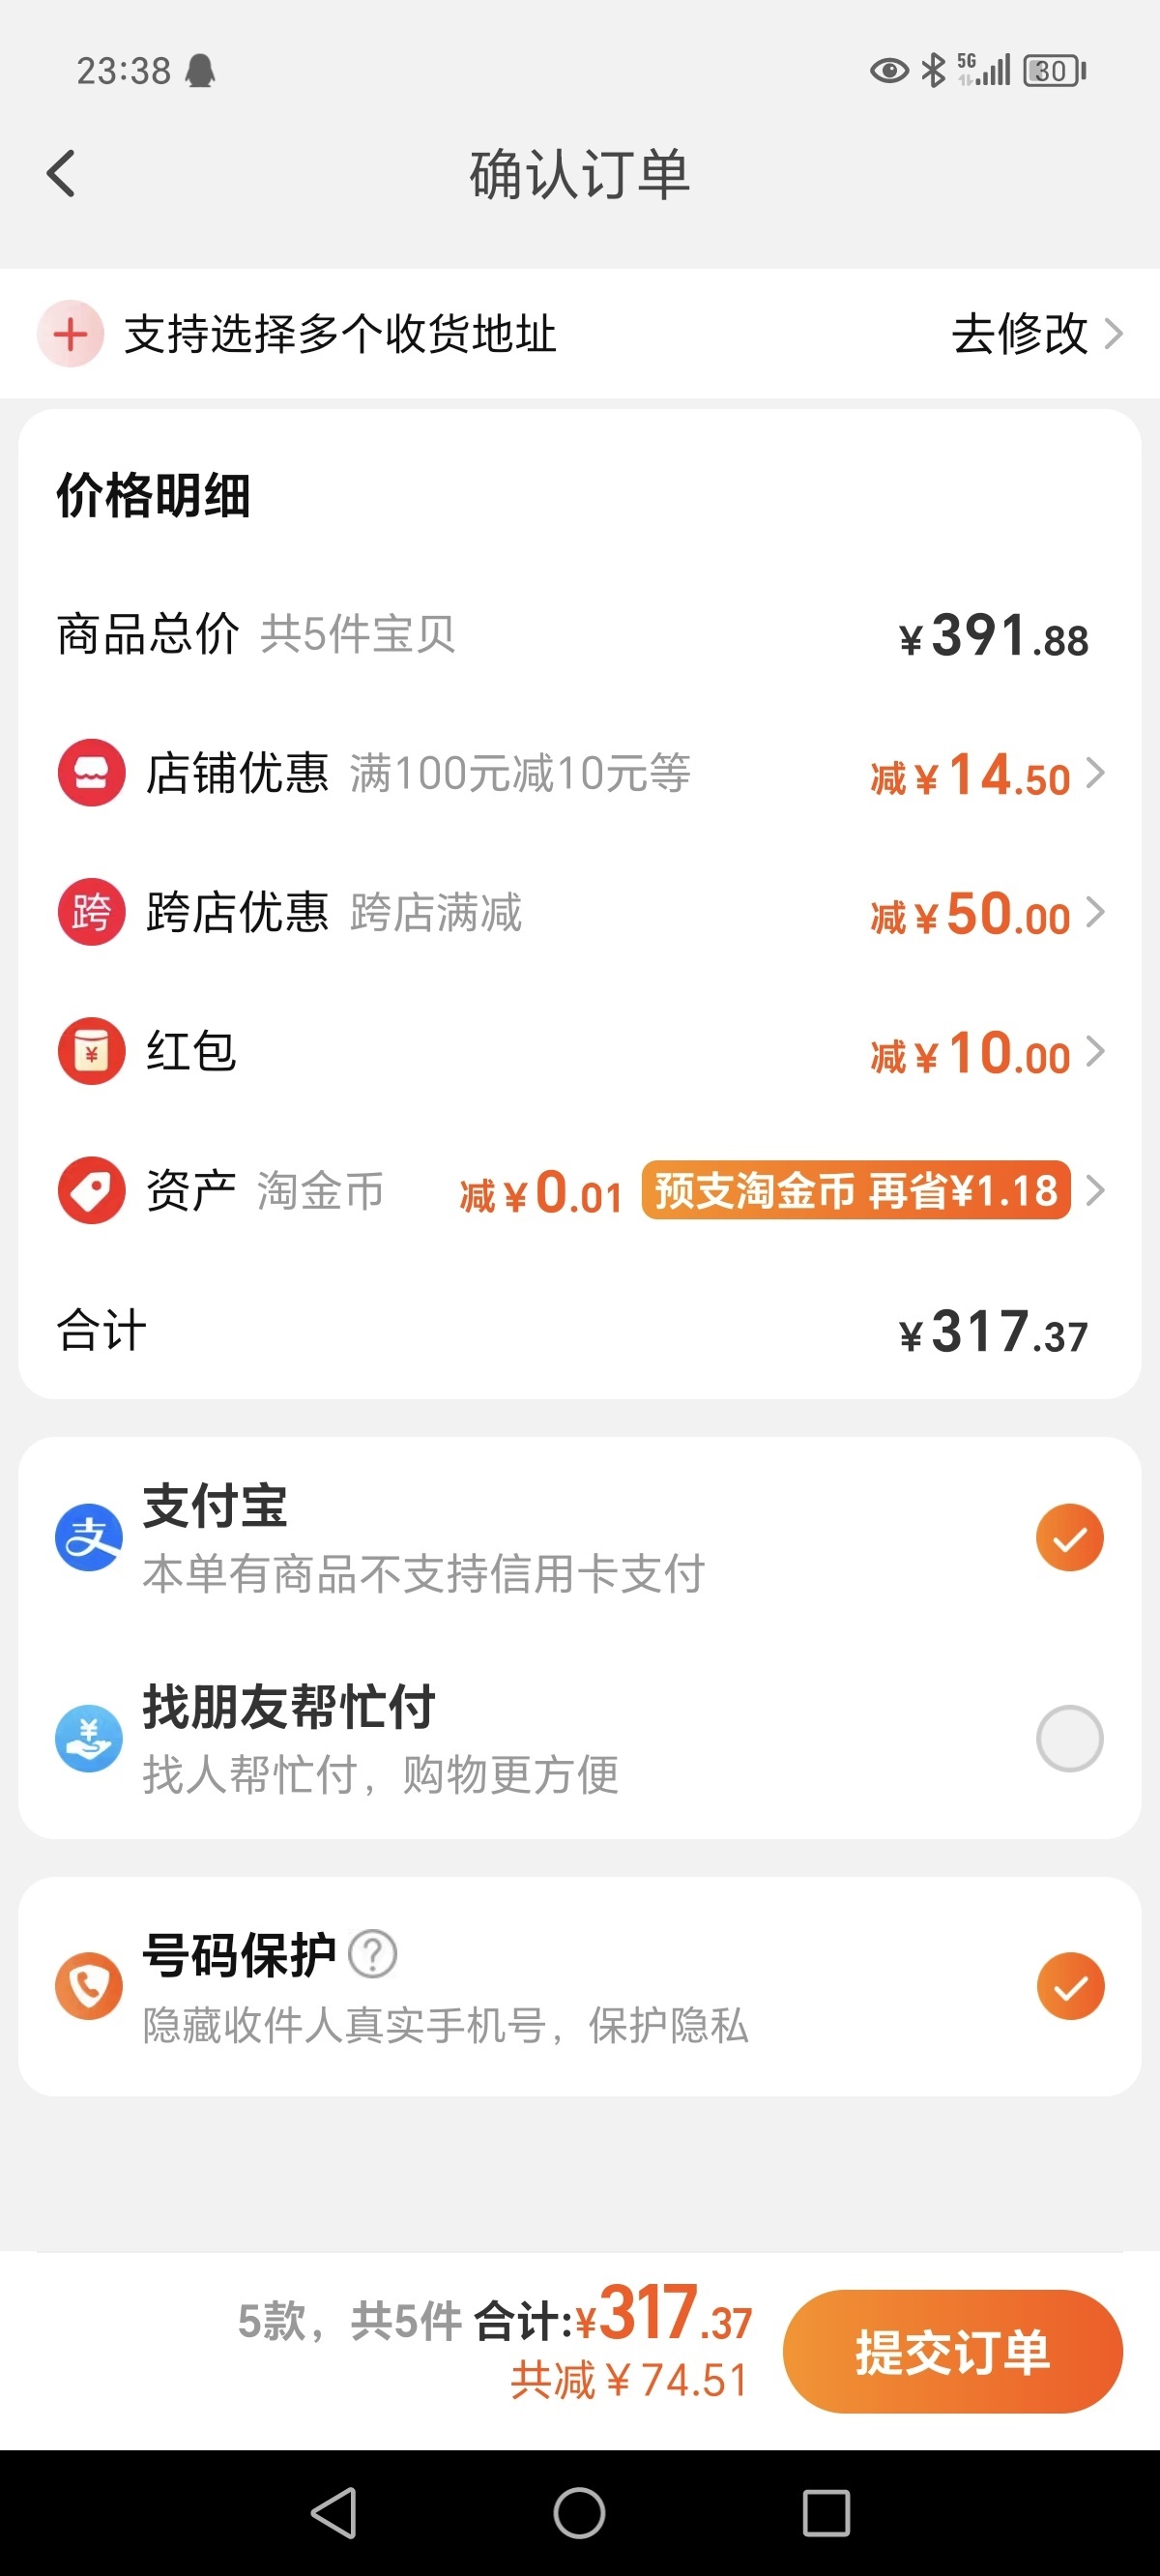 23:38 5G 30
确认订单
支持选择多个收货地址 去修改
价格明细
商品总价 共5件宝贝 ¥391.88
店铺优惠 满100元减10元等 减¥14.50
跨 跨店优惠 跨店满减 减¥50.00
¥ 红包 减¥10.00
资产 淘金币 减¥0.01 预支淘金币 再省¥1.18
合计 ¥317.37
支付宝
支 本单有商品不支持信用卡支付
找朋友帮忙付
¥ 找人帮忙付，购物更方便
号码保护 ?
隐藏收件人真实手机号，保护隐私
5款，共5件 合计:¥317.37
共减¥74.51
提交订单